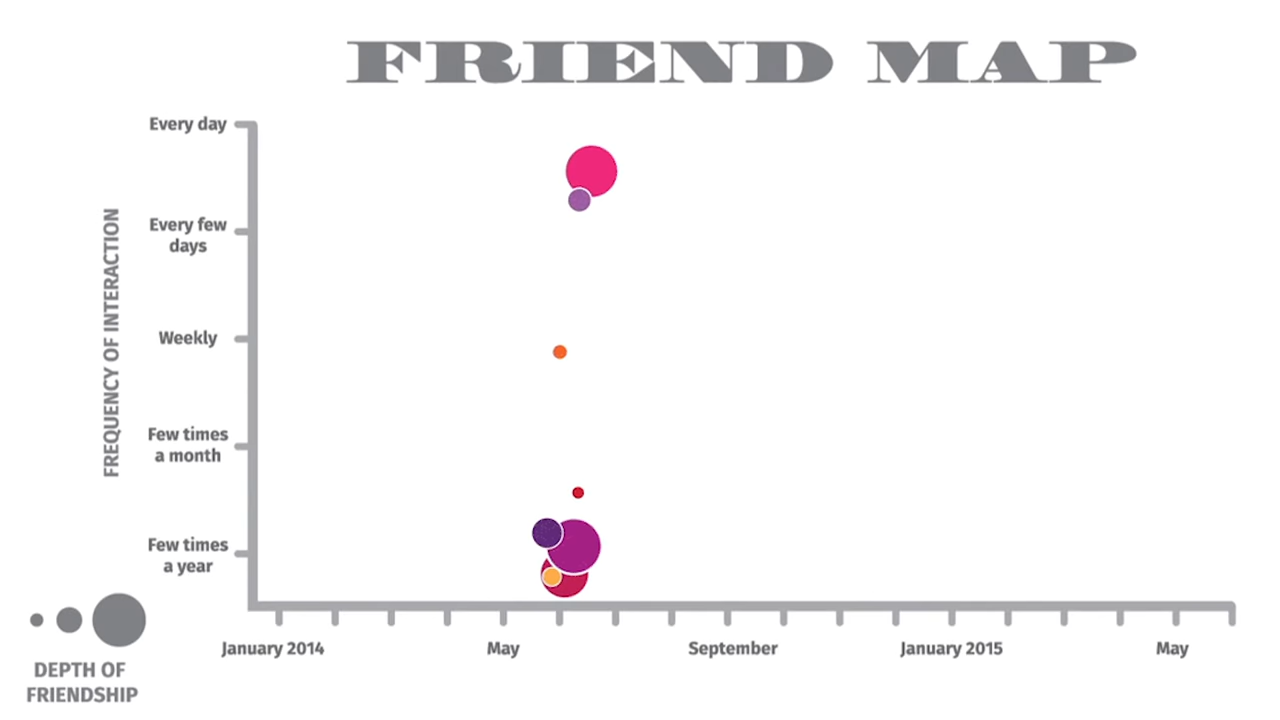 FRIEND MAP
Every day
Every few
days
Weekly
Few times
a month
Few times
a year
FREQUENCY OF INTERACTION
January 2014
May
September
January 2015
May
DEPTH OF
FRIENDSHIP